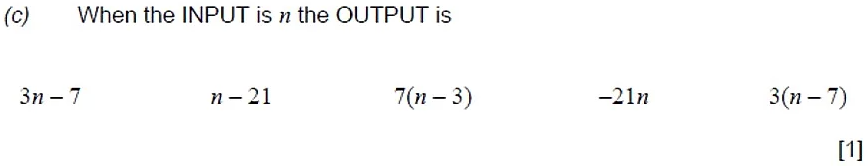 (c) When the INPUT is n the OUTPUT is
3n – 7 n – 21 7(n – 3) –21n 3(n – 7)
[1]